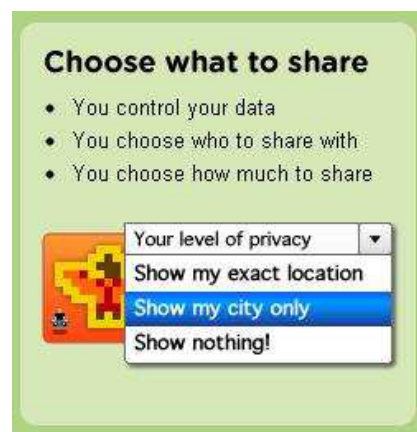 Choose what to share
• You control your data
• You choose who to share with
• You choose how much to share
Your level of privacy
Show my exact location
Show my city only
Show nothing!